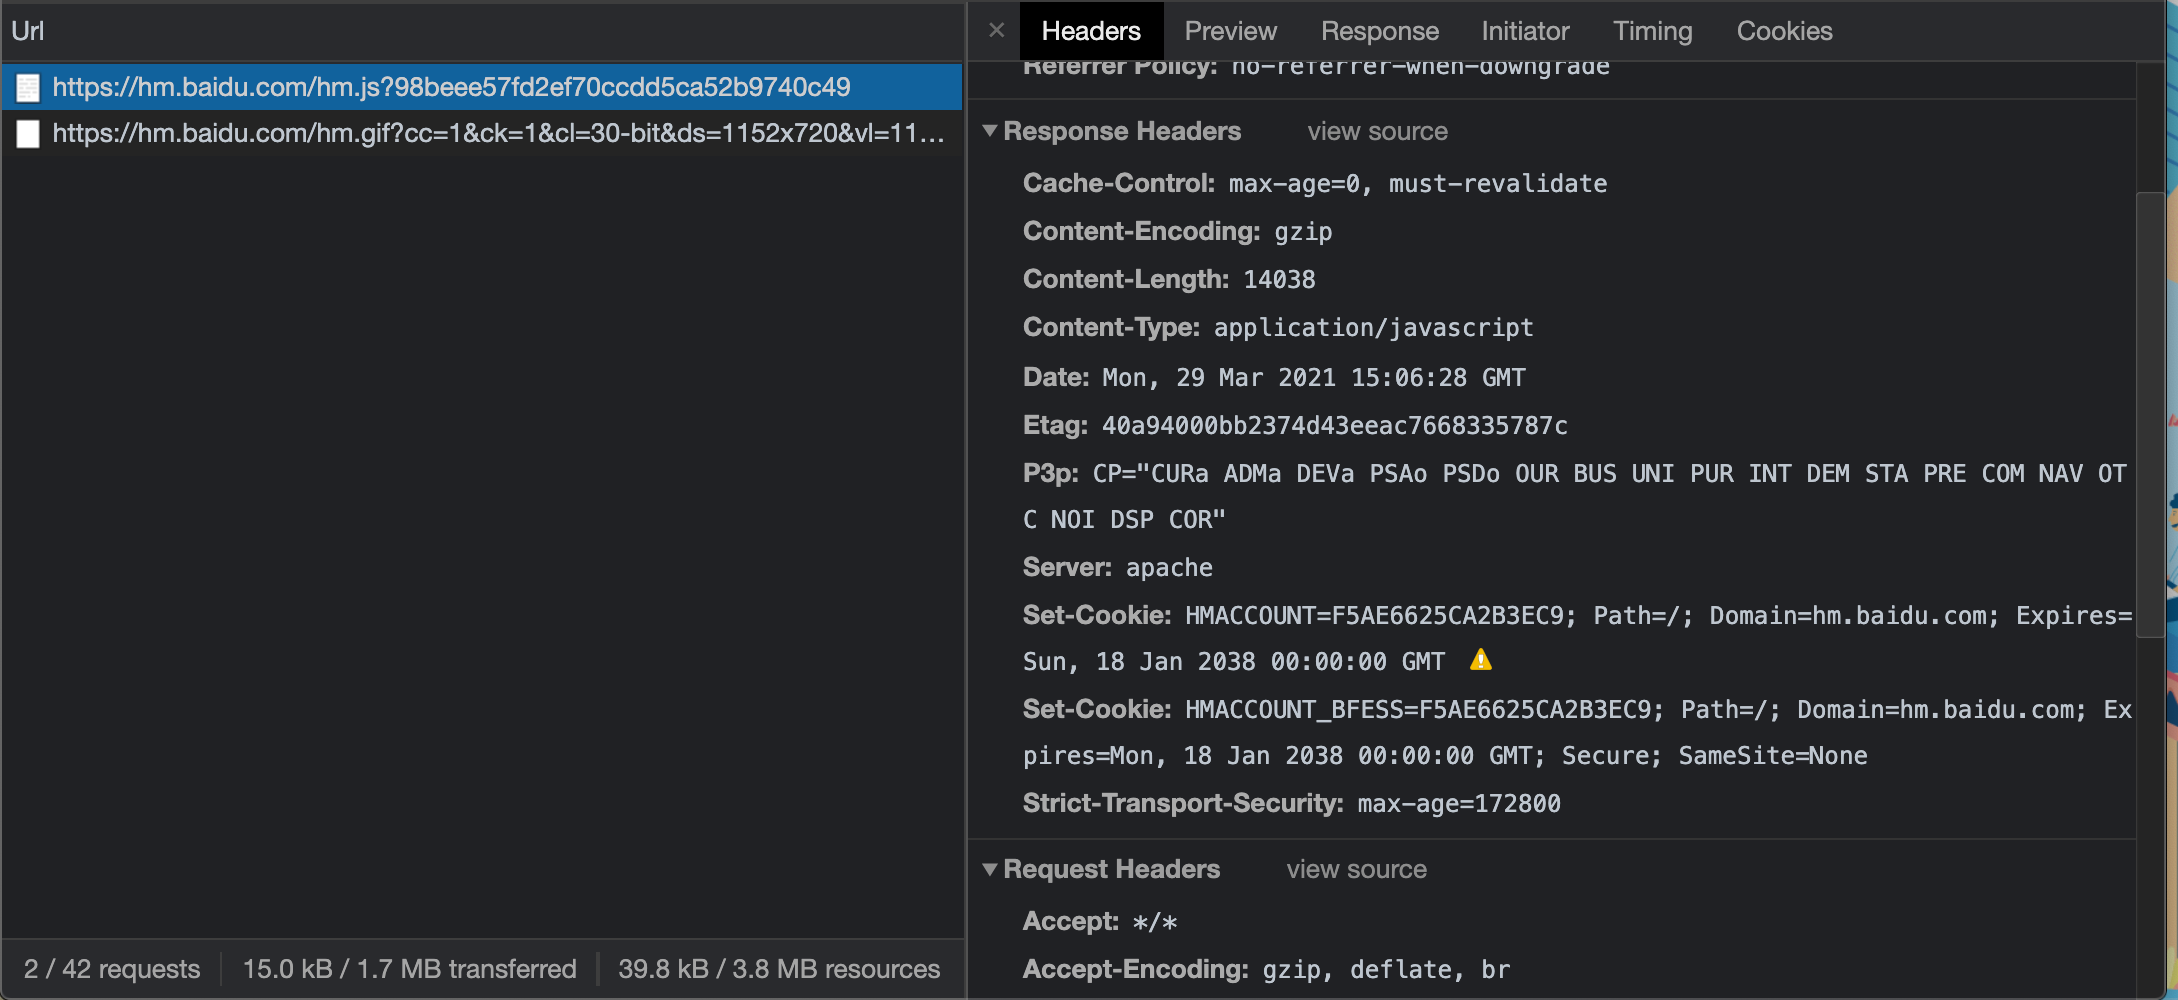 Url
https://hm.baidu.com/hm.js?98beee57fd2ef70ccdd5ca52b9740c49
https://hm.baidu.com/hm.gif?cc=1&ck=1&cl=30-bit&ds=1152x720&vl=11…
2 / 42 requests
15.0 kB / 1.7 MB transferred
39.8 kB / 3.8 MB resources
× Headers Preview Response Initiator Timing Cookies
Referrer Policy: no-referrer-when-downgrade
Response Headers view source
Cache-Control: max-age=0, must-revalidate
Content-Encoding: gzip
Content-Length: 14038
Content-Type: application/javascript
Date: Mon, 29 Mar 2021 15:06:28 GMT
Etag: 40a94000bb2374d43eeac7668335787c
P3p: CP="CURa ADMa DEVa PSAo PSDo OUR BUS UNI PUR INT DEM STA PRE COM NAV OT
C NOI DSP COR"
Server: apache
Set-Cookie: HMACCOUNT=F5AE6625CA2B3EC9; Path=/; Domain=hm.baidu.com; Expires=
Sun, 18 Jan 2038 00:00:00 GMT
Set-Cookie: HMACCOUNT_BFESS=F5AE6625CA2B3EC9; Path=/; Domain=hm.baidu.com; Ex
pires=Mon, 18 Jan 2038 00:00:00 GMT; Secure; SameSite=None
Strict-Transport-Security: max-age=172800
Request Headers view source
Accept: */*
Accept-Encoding: gzip, deflate, br